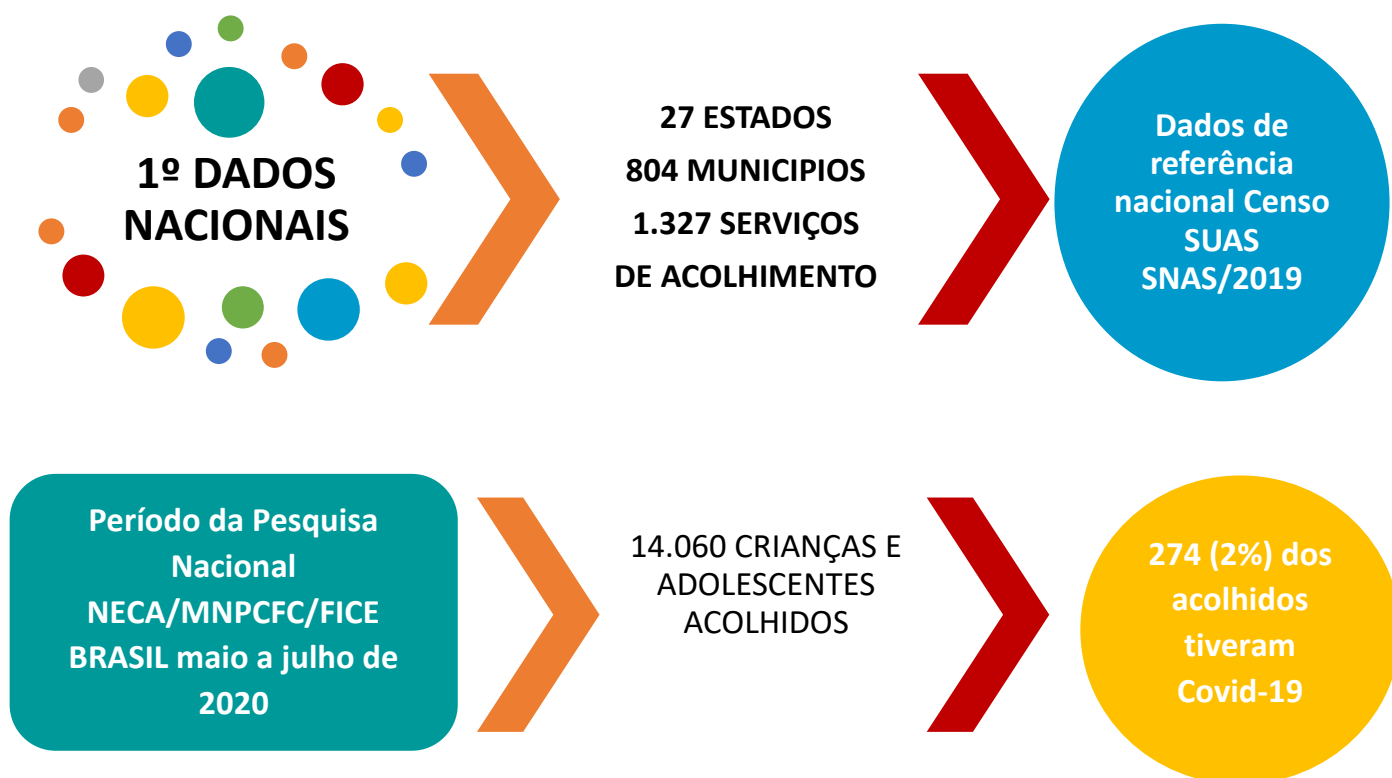 1º DADOS
NACIONAIS
27 ESTADOS
804 MUNICIPIOS
1.327 SERVIÇOS
DE ACOLHIMENTO
Dados de
referência
nacional Censo
SUAS
SNAS/2019
Período da Pesquisa
Nacional
NECA/MNPCFC/FICE
BRASIL maio a julho de
2020
14.060 CRIANÇAS E
ADOLESCENTES
ACOLHIDOS
274 (2%) dos
acolhidos
tiveram
Covid-19